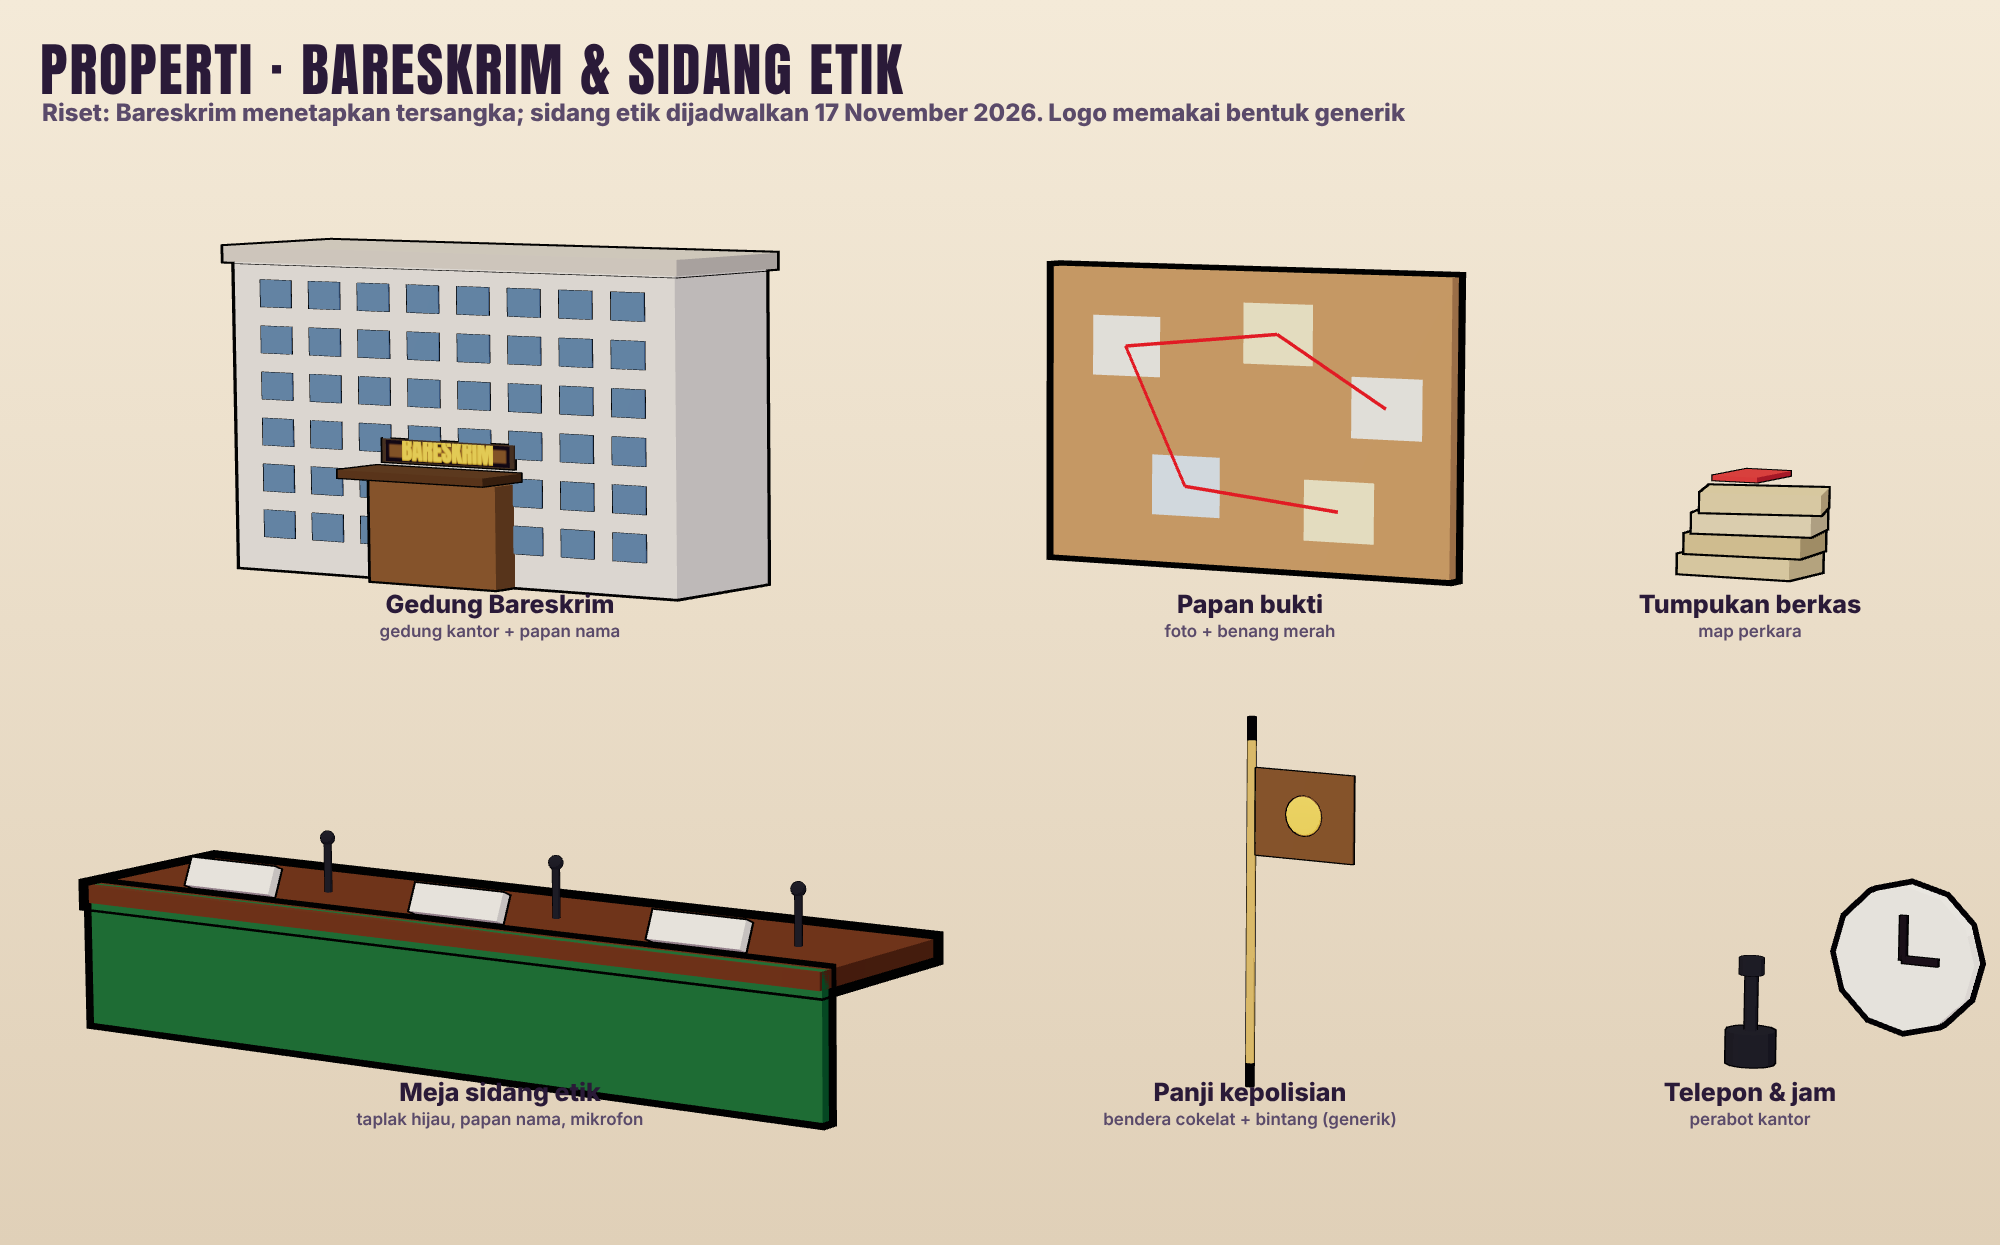 PROPERTI · BARESKRIM & SIDANG ETIK
Riset: Bareskrim menetapkan tersangka; sidang etik dijadwalkan 17 November 2026. Logo memakai bentuk generik
BARESKRIM
Gedung Bareskrim
gedung kantor + papan nama
Papan bukti
foto + benang merah
Tumpukan berkas
map perkara
Meja sidang etik
taplak hijau, papan nama, mikrofon
Panji kepolisian
bendera cokelat + bintang (generik)
Telepon & jam
perabot kantor